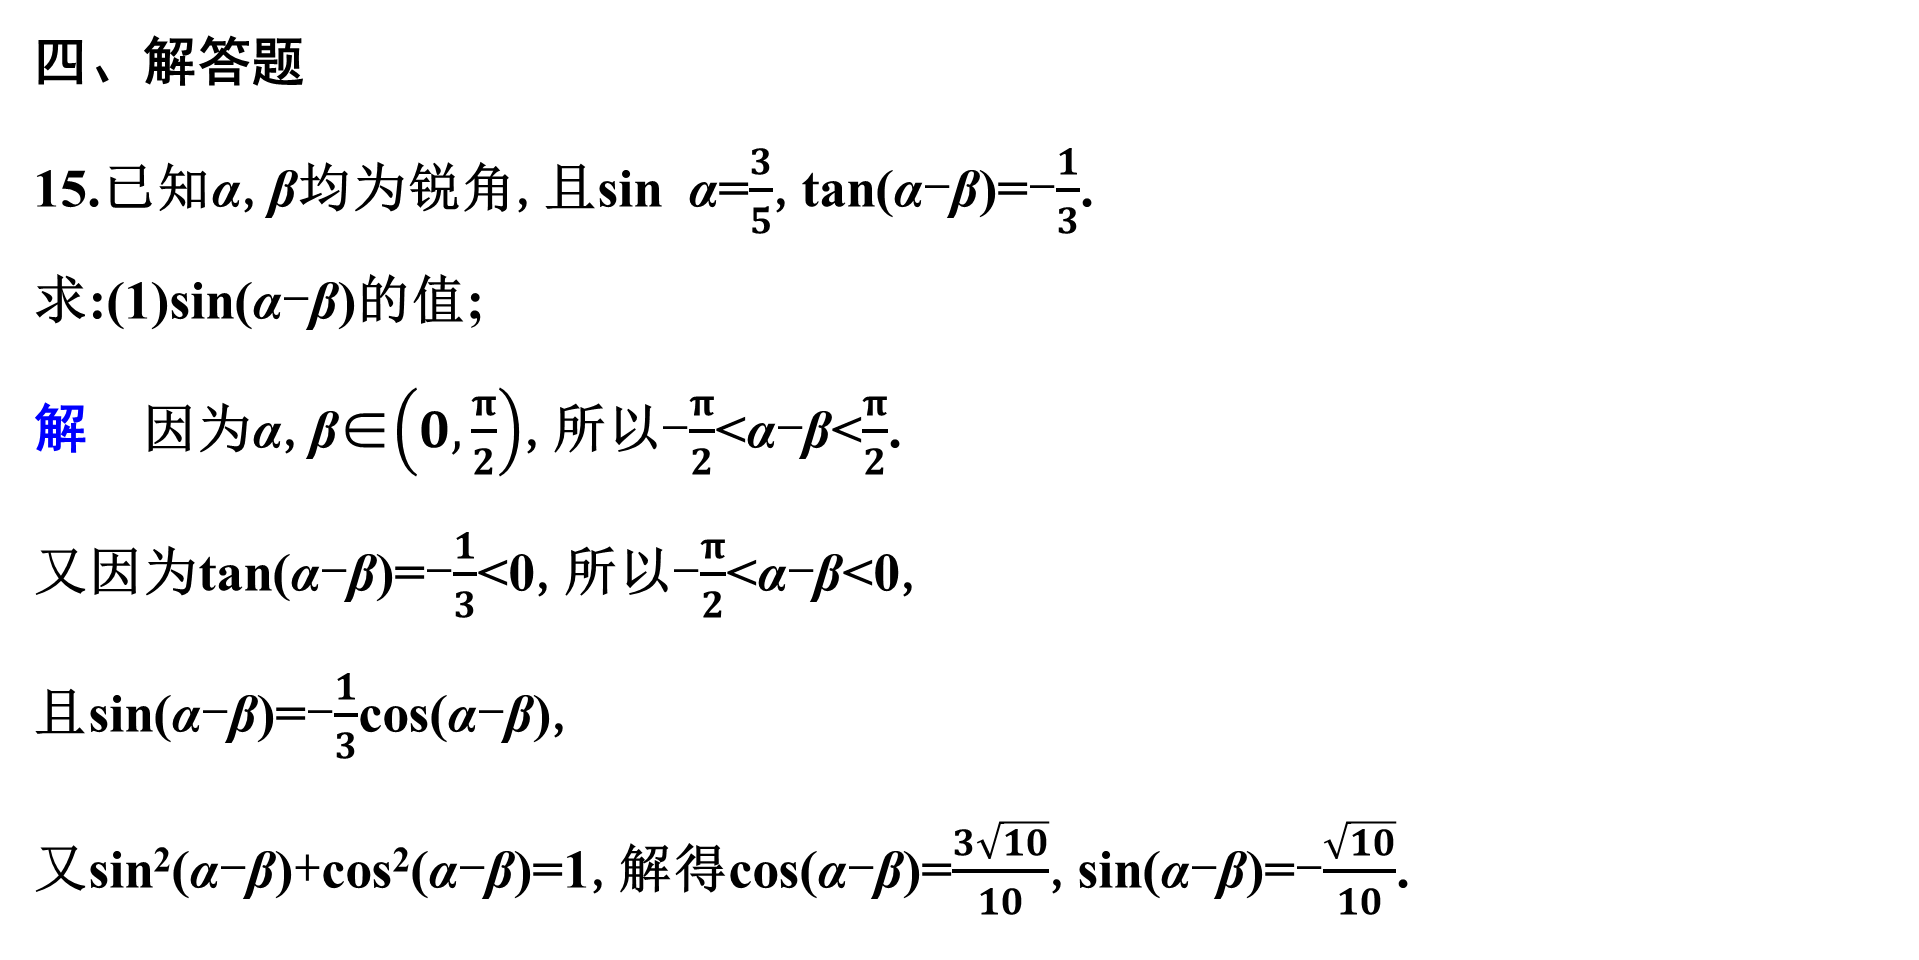 四、解答题
15.已知α, β均为锐角, 且sin α=3/5, tan(α−β)=−1/3.
求:(1)sin(α−β)的值;
解 因为α, β∈(0, π/2), 所以−π/2<α−β<π/2.
又因为tan(α−β)=−1/3<0, 所以−π/2<α−β<0,
且sin(α−β)=−1/3cos(α−β),
又sin²(α−β)+cos²(α−β)=1, 解得cos(α−β)=3√10/10, sin(α−β)=−√10/10.